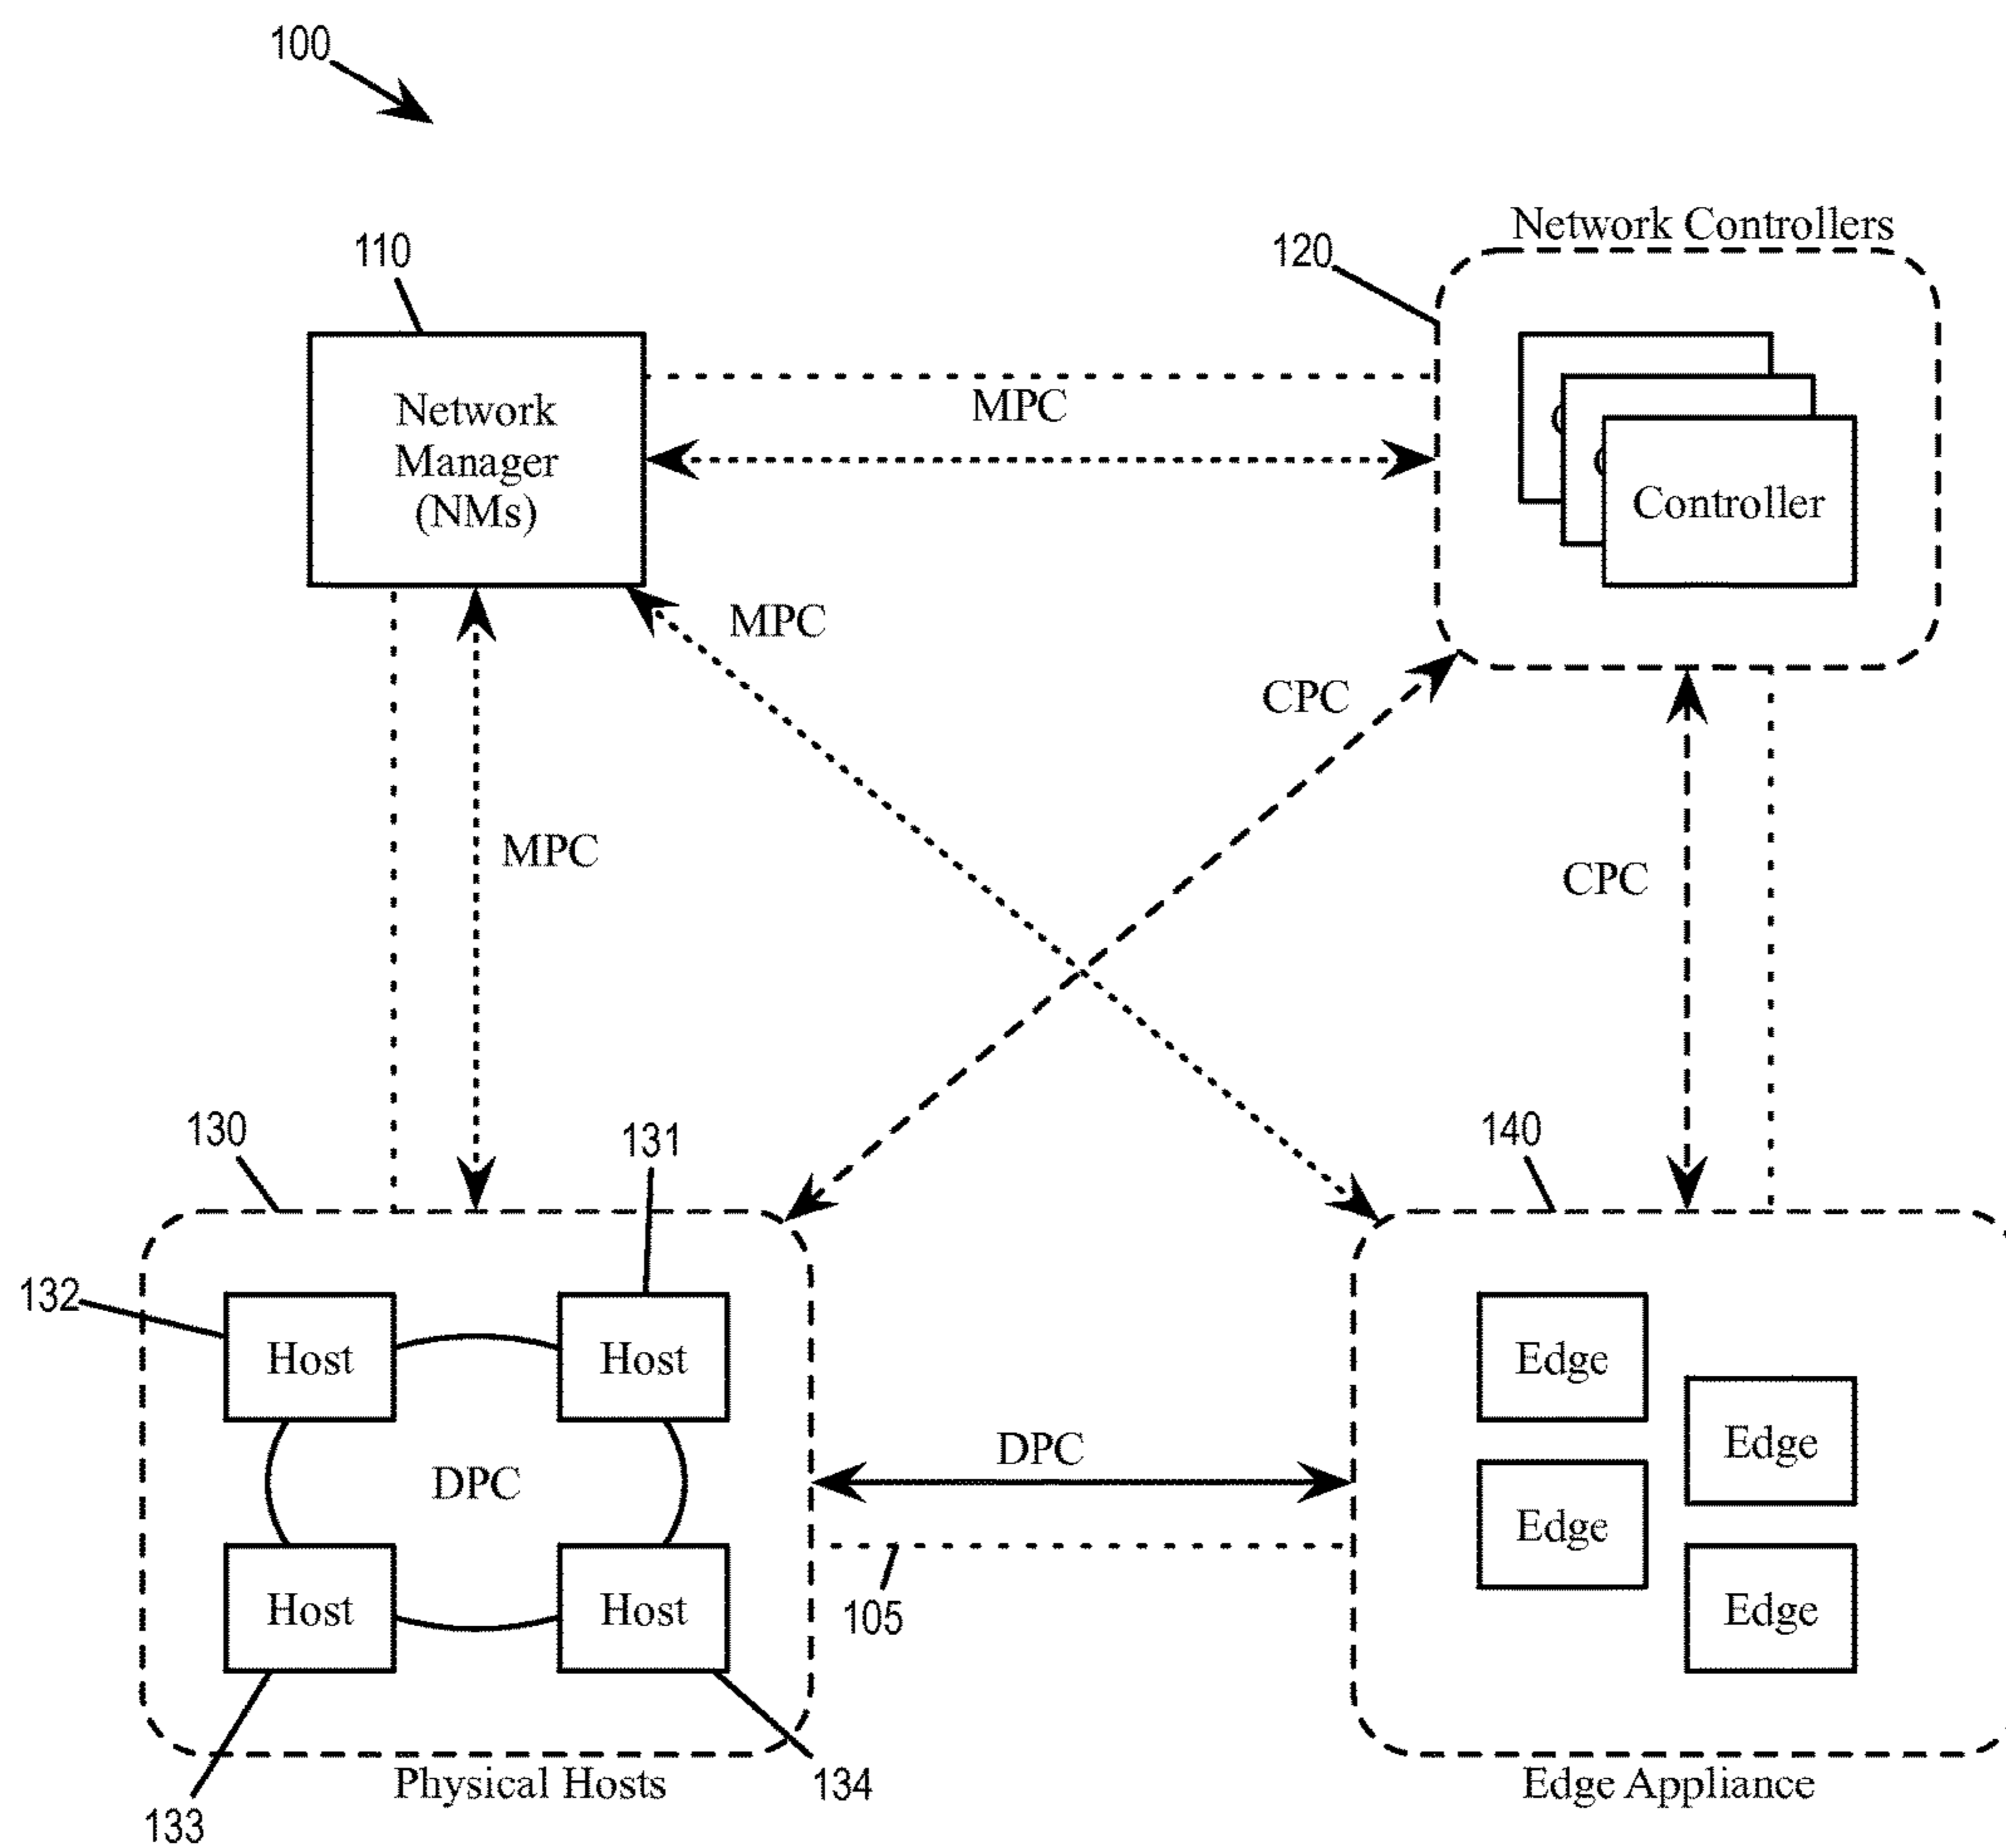 100
Network Controllers
110
120
Network
Manager
(NMs)
MPC
Controller
MPC
CPC
MPC
CPC
130
131
140
132
Host
Host
Edge
Edge
DPC
DPC
Edge
Host
Host
105
Edge
Physical Hosts
134
Edge Appliance
133